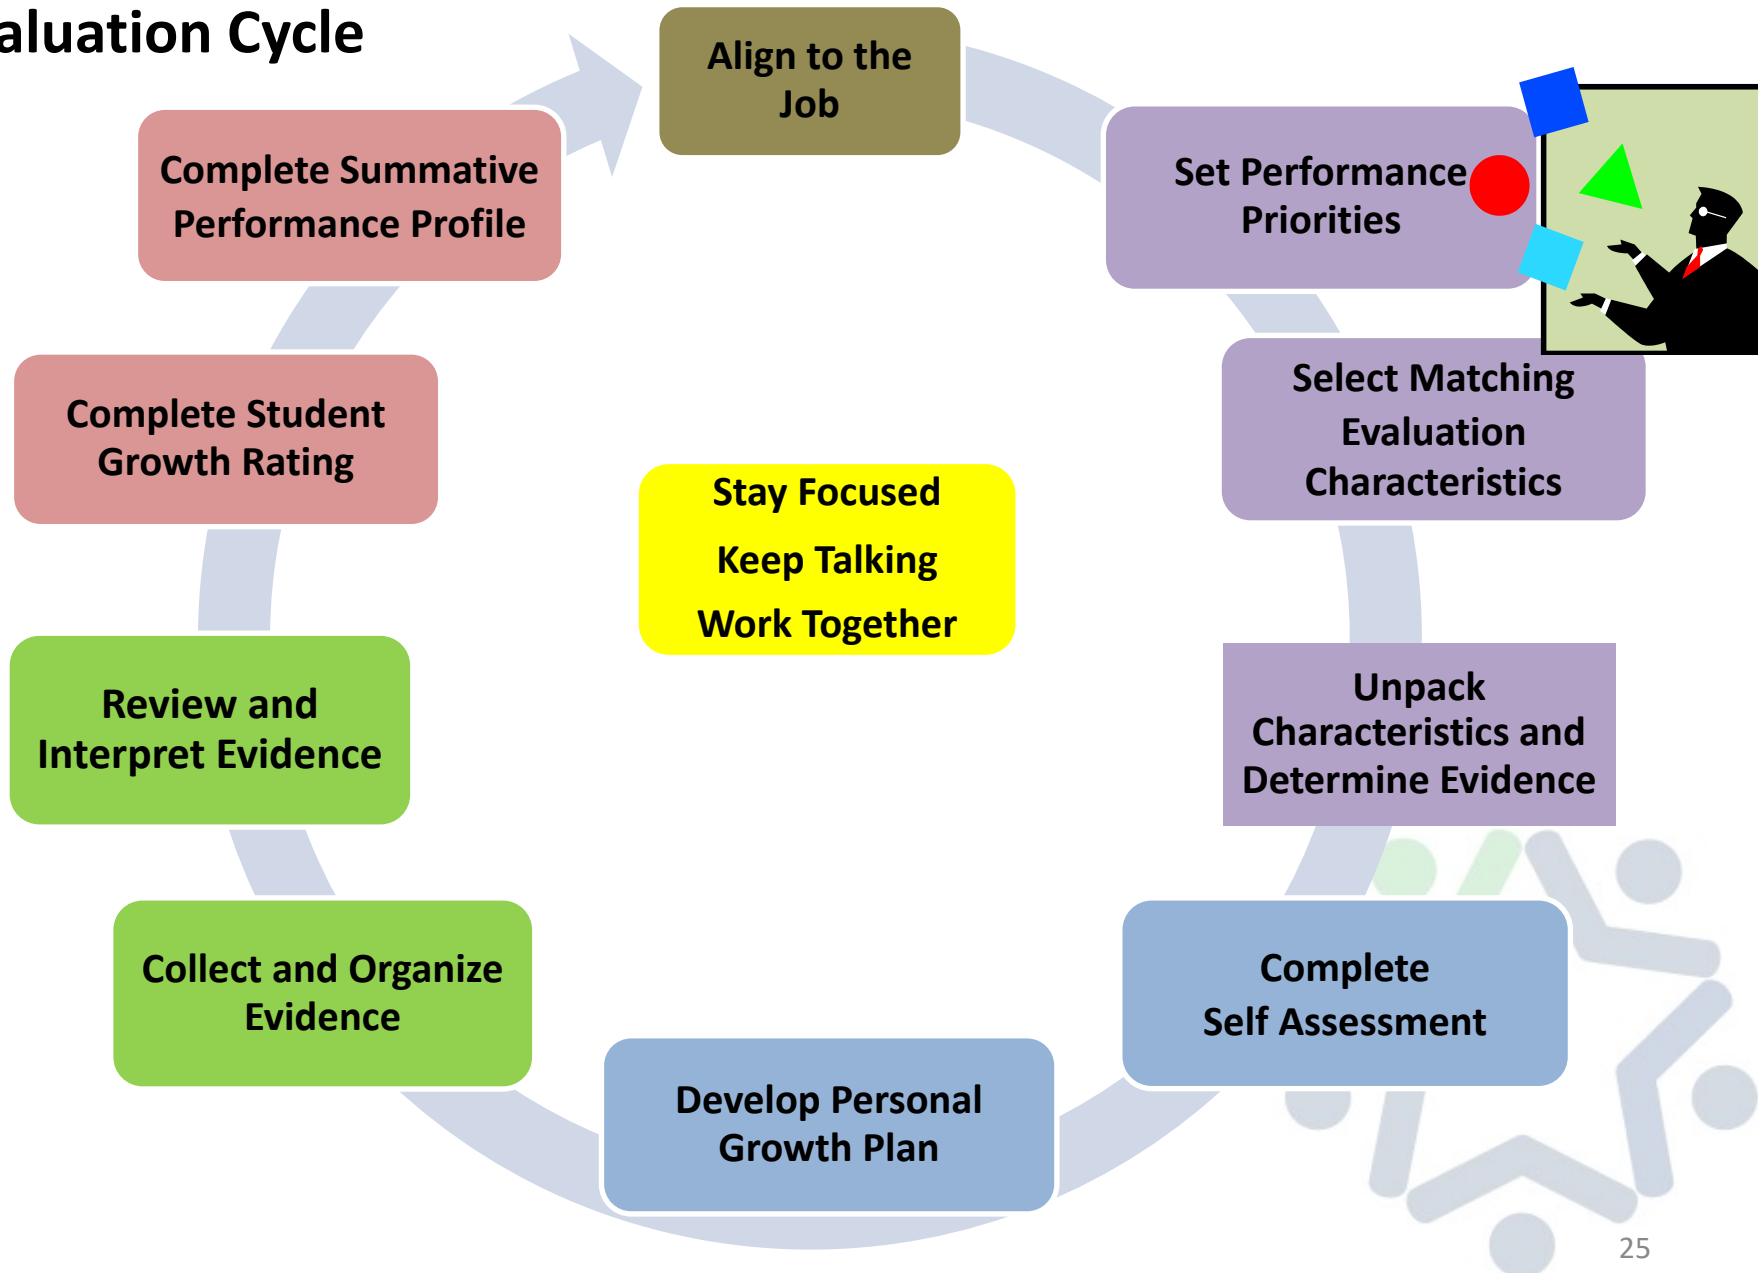 aluation Cycle
Align to the
Job
Set Performance
Priorities
Select Matching
Evaluation
Characteristics
Unpack
Characteristics and
Determine Evidence
Complete
Self Assessment
Develop Personal
Growth Plan
Collect and Organize
Evidence
Review and
Interpret Evidence
Complete Student
Growth Rating
Complete Summative
Performance Profile
Stay Focused
Keep Talking
Work Together
25